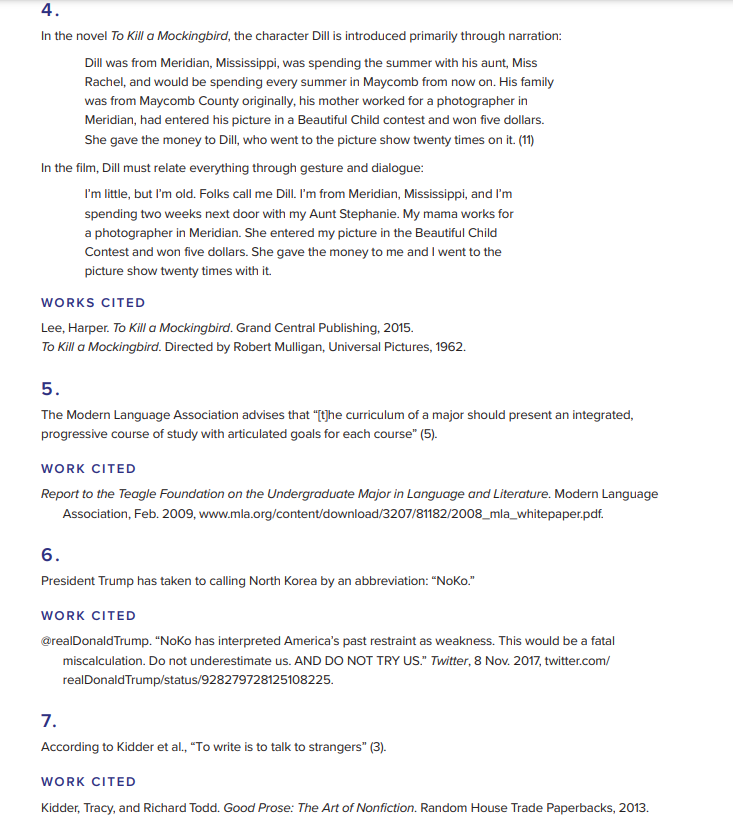 4.
In the novel To Kill a Mockingbird, the character Dill is introduced primarily through narration:
Dill was from Meridian, Mississippi, was spending the summer with his aunt, Miss
Rachel, and would be spending every summer in Maycomb from now on. His family
was from Maycomb County originally, his mother worked for a photographer in
Meridian, had entered his picture in a Beautiful Child contest and won five dollars.
She gave the money to Dill, who went to the picture show twenty times on it. (11)
In the film, Dill must relate everything through gesture and dialogue:
I'm little, but I'm old. Folks call me Dill. I'm from Meridian, Mississippi, and I'm
spending two weeks next door with my Aunt Stephanie. My mama works for
a photographer in Meridian. She entered my picture in the Beautiful Child
Contest and won five dollars. She gave the money to me and I went to the
picture show twenty times with it.
WORKS CITED
Lee, Harper. To Kill a Mockingbird. Grand Central Publishing, 2015.
To Kill a Mockingbird. Directed by Robert Mulligan, Universal Pictures, 1962.
5.
The Modern Language Association advises that “[t]he curriculum of a major should present an integrated,
progressive course of study with articulated goals for each course” (5).
WORK CITED
Report to the Teagle Foundation on the Undergraduate Major in Language and Literature. Modern Language
Association, Feb. 2009, www.mla.org/content/download/3207/81182/2008_mla_whitepaper.pdf.
6.
President Trump has taken to calling North Korea by an abbreviation: “NoKo.”
WORK CITED
@realDonaldTrump. “NoKo has interpreted America's past restraint as weakness. This would be a fatal
miscalculation. Do not underestimate us. AND DO NOT TRY US.” Twitter, 8 Nov. 2017, twitter.com/
realDonaldTrump/status/928279728125108225.
7.
According to Kidder et al., “To write is to talk to strangers” (3).
WORK CITED
Kidder, Tracy, and Richard Todd. Good Prose: The Art of Nonfiction. Random House Trade Paperbacks, 2013.